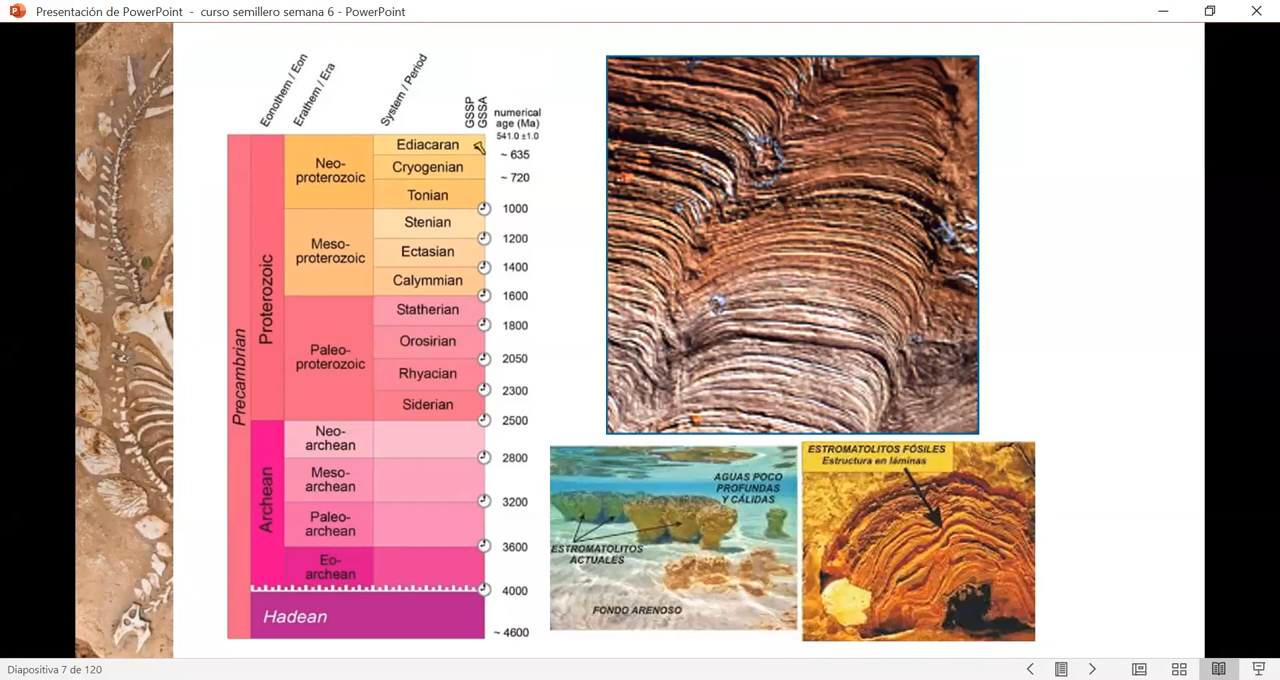 Presentación de PowerPoint - curso semillero semana 6 - PowerPoint
Eonothem / Eon
Erathem / Era
System / Period
GSSP
GSSA
numerical
age (Ma)
541.0 ±1.0
Precambrian
Proterozoic
Neo-
proterozoic
Ediacaran
~ 635
Cryogenian
~ 720
Tonian
1000
Meso-
proterozoic
Stenian
1200
Ectasian
1400
Calymmian
1600
Paleo-
proterozoic
Statherian
1800
Orosirian
2050
Rhyacian
2300
Siderian
2500
Archean
Neo-
archean
2800
Meso-
archean
3200
Paleo-
archean
3600
Eo-
archean
4000
Hadean
~ 4600
AGUAS POCO
PROFUNDAS
Y CÁLIDAS
ESTROMATOLITOS
ACTUALES
FONDO ARENOSO
ESTROMATOLITOS FÓSILES
Estructura en láminas
Diapositiva 7 de 120